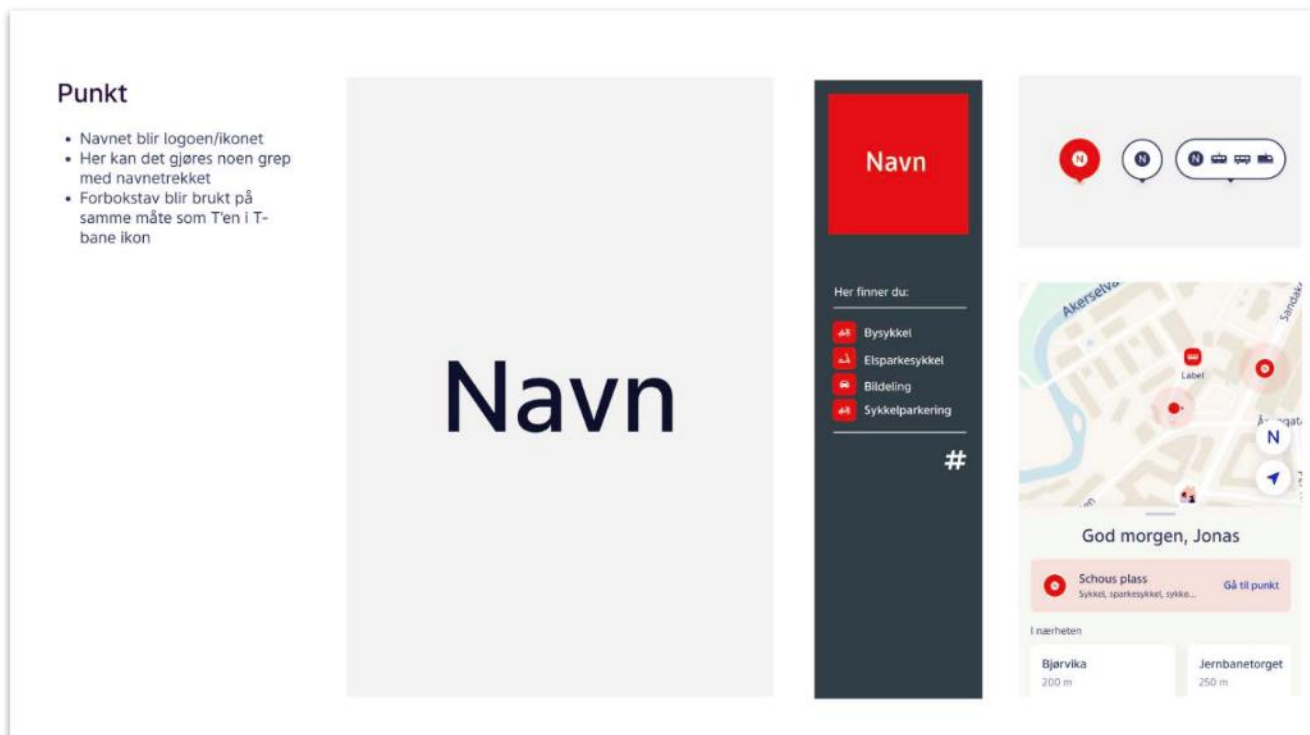 Punkt
• Navnet blir logoen/ikonet
• Her kan det gjøres noen grep
med navnetrekket
• Forbokstav blir brukt på
samme måte som T'en i T-
bane ikon
Navn
Navn
Her finner du:
Bysykkel
Elsparkesykkel
Bildeling
Sykkelparkering
#
N
N
N
Akerselva
Sandaka
Label
N
God morgen, Jonas
Schous plass
Sykkel, sparkesykkel, sykke...
Gå til punkt
I nærheten
Bjørvika
200 m
Jernbanetorget
250 m